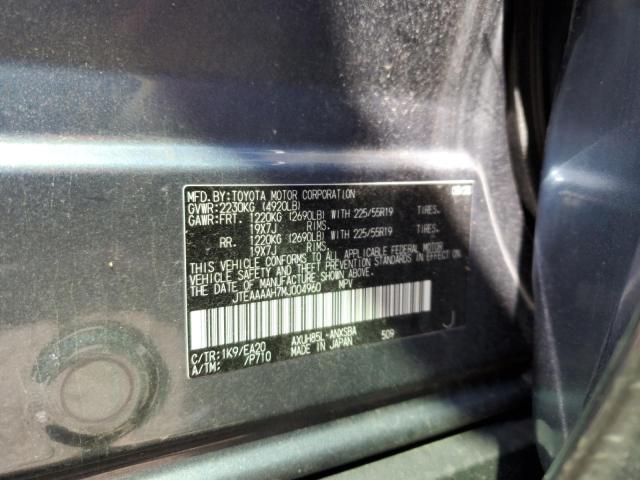 MFD. BY: TOYOTA MOTOR CORPORATION
GVWR: 2230KG (4920LB)
GAWR: FRT. 1220KG (2690LB) WITH 225/55R19 TIRES.
19X7J RIMS.
RR. 1220KG (2690LB) WITH 225/55R19 TIRES.
19X7J RIMS.
THIS VEHICLE CONFORMS TO ALL APPLICABLE FEDERAL MOTOR
VEHICLE SAFETY AND THEFT PREVENTION STANDARDS IN EFFECT
ON THE DATE OF MANUFACTURE SHOWN ABOVE.
JTEAAAAH7MJ004960 MPV
C/TR: 1K9/EA20 AXUH85L-ANXSBA 509
A/TM: /P710 MADE IN JAPAN
J